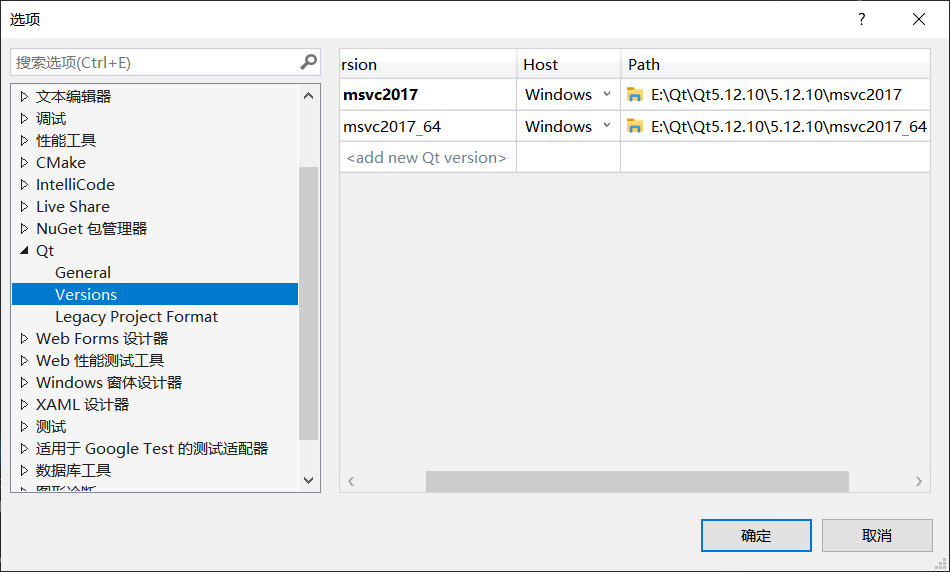 选项
搜索选项(Ctrl+E)
文本编辑器
调试
性能工具
CMake
IntelliCode
Live Share
NuGet 包管理器
Qt
General
Versions
Legacy Project Format
Web Forms 设计器
Web 性能测试工具
Windows 窗体设计器
XAML 设计器
测试
适用于 Google Test 的测试适配器
数据库工具
图形诊断
rsion Host Path
msvc2017 Windows E:\Qt\Qt5.12.10\5.12.10\msvc2017
msvc2017_64 Windows E:\Qt\Qt5.12.10\5.12.10\msvc2017_64
<add new Qt version>
确定 取消